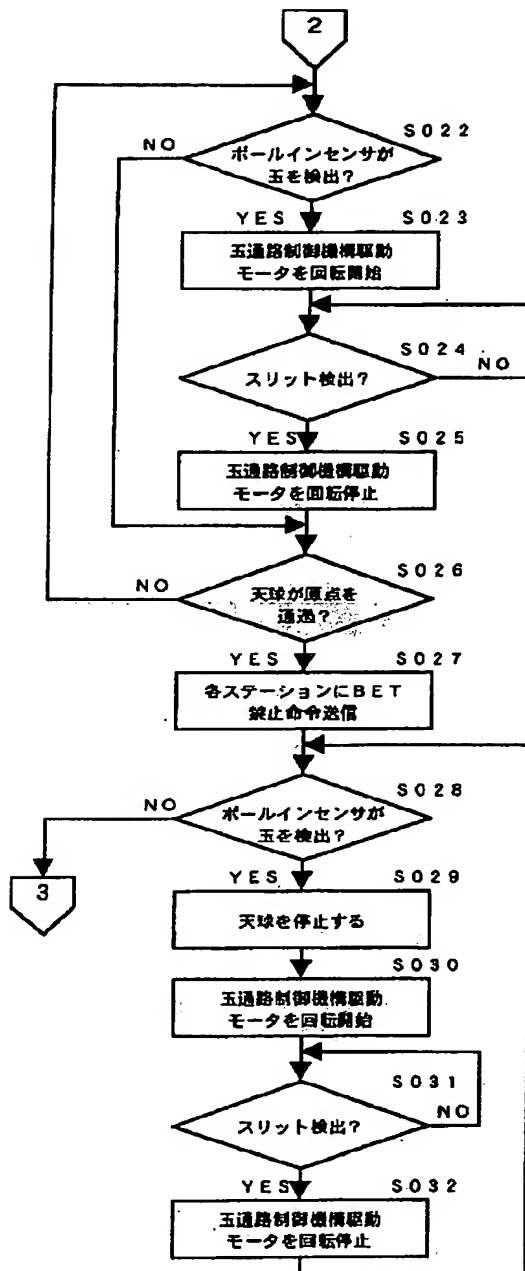 2
S022
NO
ボールインセンサが
玉を検出?
YES
S023
玉通路制御機構駆動
モータを回転開始
S024
スリット検出?
NO
YES
S025
玉通路制御機構駆動
モータを回転停止
S026
NO
天球が原点を
通過?
YES
S027
各ステーションにBET
禁止命令送信
S028
NO
ボールインセンサが
玉を検出?
3
YES
S029
天球を停止する
S030
玉通路制御機構駆動
モータを回転開始
S031
スリット検出?
NO
YES
S032
玉通路制御機構駆動
モータを回転停止